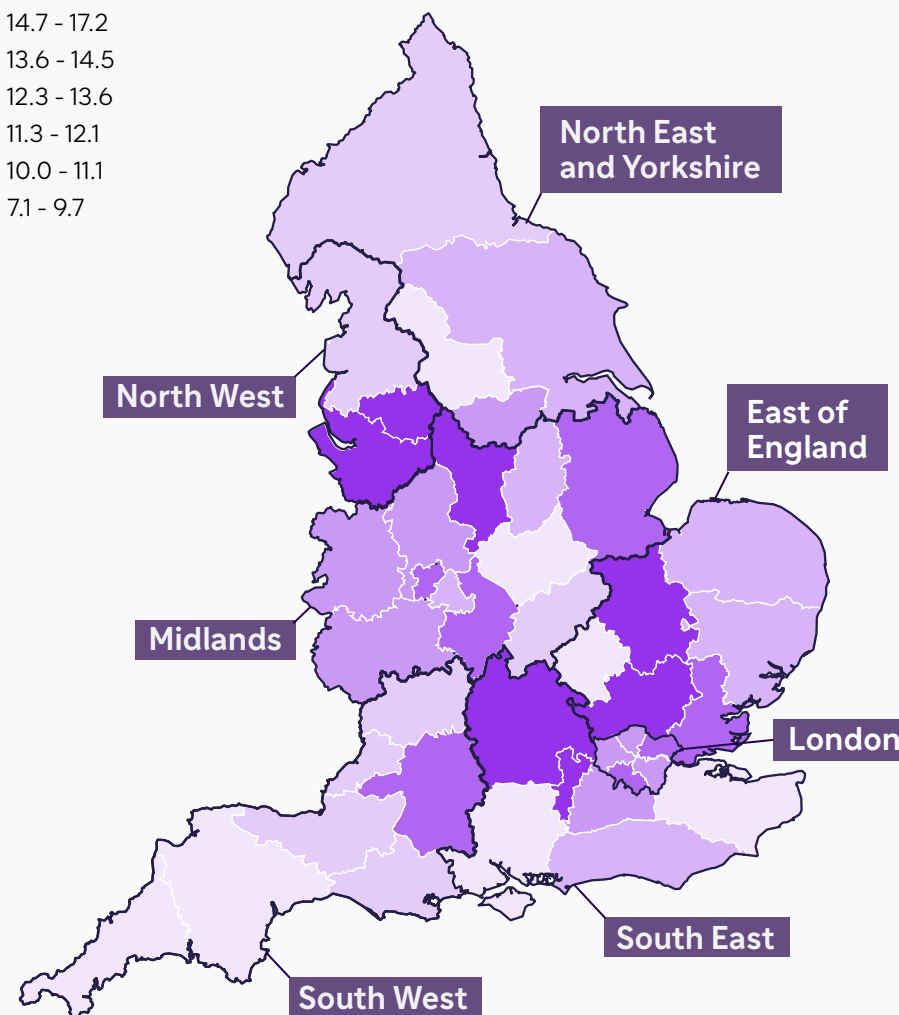 14.7 - 17.2
13.6 - 14.5
12.3 - 13.6
11.3 - 12.1
10.0 - 11.1
7.1 - 9.7
North East
and Yorkshire
North West
East of
England
Midlands
London
South East
South West